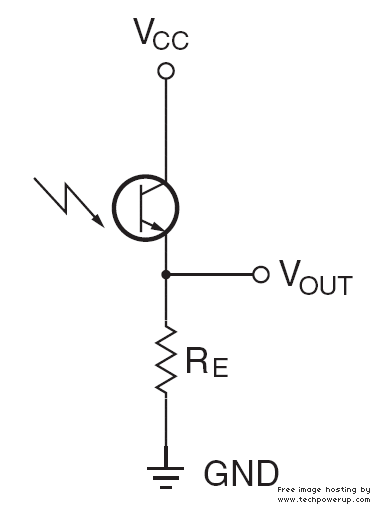 VCC
VOUT
RE
GND
Free image hosting by
www.techpowerup.com